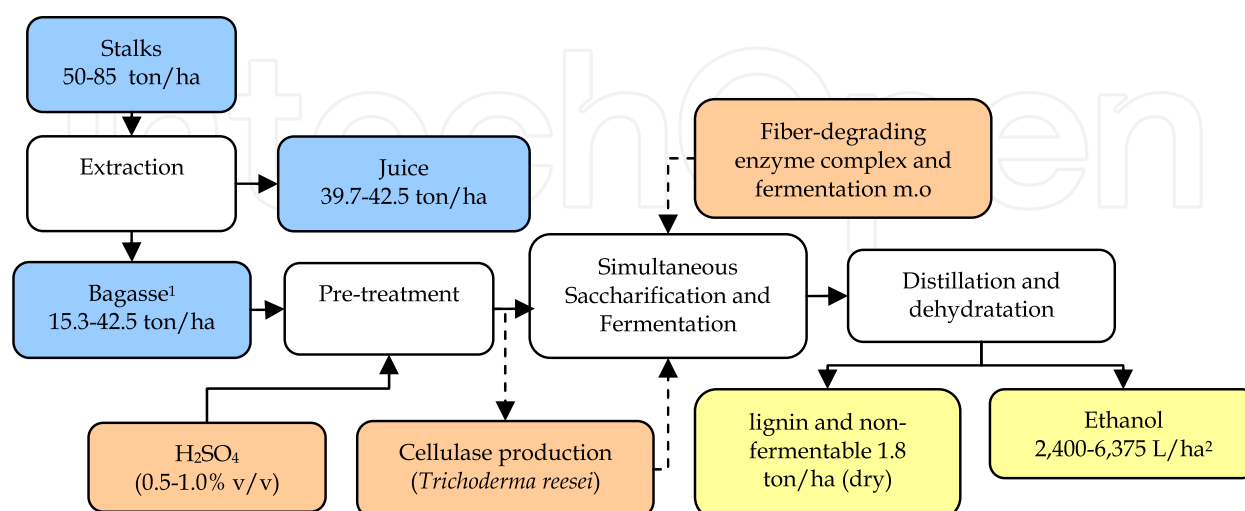 Stalks
50-85 ton/ha
Extraction
Juice
39.7-42.5 ton/ha
Fiber-degrading
enzyme complex and
fermentation m.o
Bagasse¹
15.3-42.5 ton/ha
Pre-treatment
Simultaneous
Saccharification and
Fermentation
Distillation and
dehydratation
H₂SO₄
(0.5-1.0% v/v)
Cellulase production
(Trichoderma reesei)
lignin and non-
fermentable 1.8
ton/ha (dry)
Ethanol
2,400-6,375 L/ha²
IntechOpen